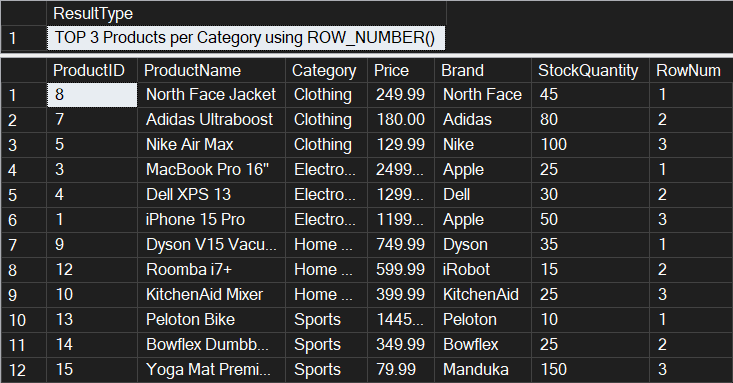 ResultType
1 TOP 3 Products per Category using ROW_NUMBER()
ProductID ProductName Category Price Brand StockQuantity RowNum
1 8 North Face Jacket Clothing 249.99 North Face 45 1
2 7 Adidas Ultraboost Clothing 180.00 Adidas 80 2
3 5 Nike Air Max Clothing 129.99 Nike 100 3
4 3 MacBook Pro 16" Electro... 2499... Apple 25 1
5 4 Dell XPS 13 Electro... 1299... Dell 30 2
6 1 iPhone 15 Pro Electro... 1199... Apple 50 3
7 9 Dyson V15 Vacu... Home ... 749.99 Dyson 35 1
8 12 Roomba i7+ Home ... 599.99 iRobot 15 2
9 10 KitchenAid Mixer Home ... 399.99 KitchenAid 25 3
10 13 Peloton Bike Sports 1445... Peloton 10 1
11 14 Bowflex Dumbb... Sports 349.99 Bowflex 25 2
12 15 Yoga Mat Premi... Sports 79.99 Manduka 150 3